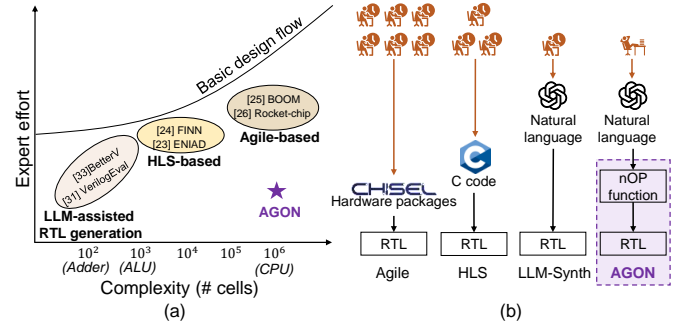 (a)
Basic design flow
Expert effort
[25] BOOM
[26] Rocket-chip
Agile-based
[24] FINN
[23] ENIAD
HLS-based
[33]BetterV
[31] VerilogEval
LLM-assisted
RTL generation
AGON
10² 10³ 10⁴ 10⁵ 10⁶
(Adder) (ALU) (CPU)
Complexity (# cells)
(a)
Natural
language
Natural
language
C
C code
CHISEL
Hardware packages
nOP
function
RTL
RTL
RTL
RTL
Agile
HLS
LLM-Synth
AGON
(b)